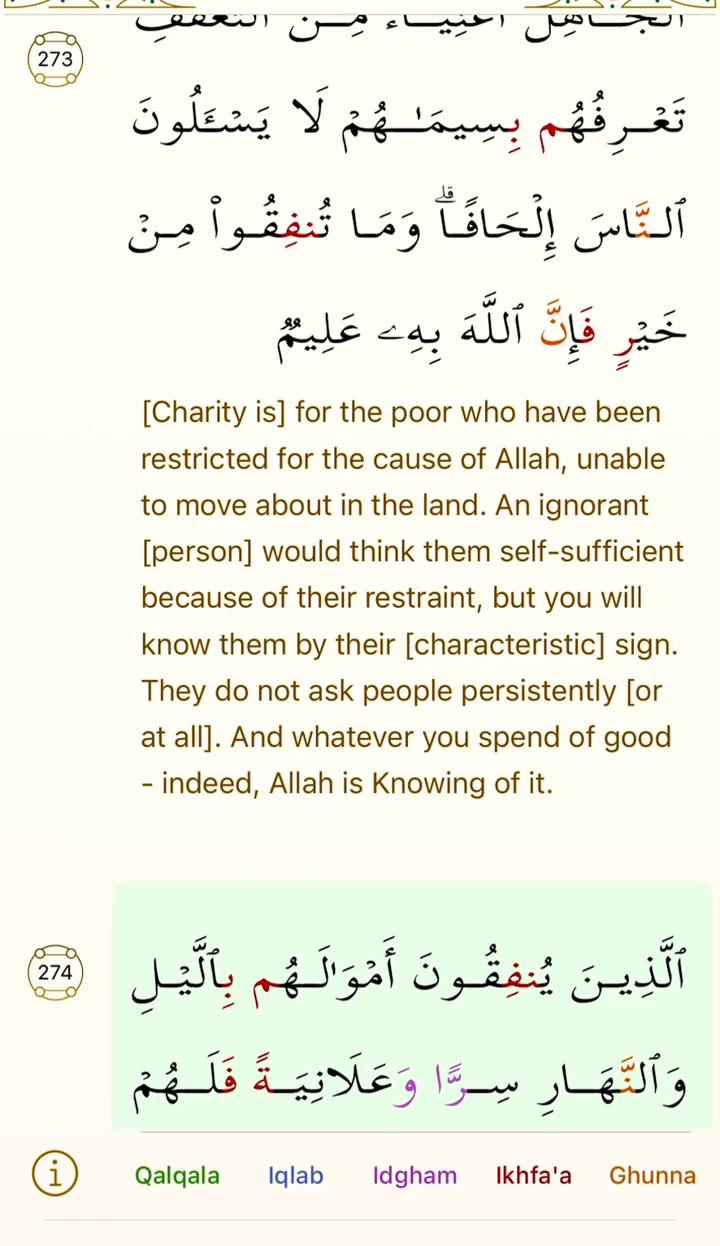 273
تَعْرِفُهُم بِسِيمَـٰهُمْ لَا يَسْـَٔلُونَ
ٱلنَّاسَ إِلْحَافًا ۗ وَمَا تُنفِقُوا۟ مِنْ
خَيْرٍ فَإِنَّ ٱللَّهَ بِهِۦ عَلِيمٌ
[Charity is] for the poor who have been
restricted for the cause of Allah, unable
to move about in the land. An ignorant
[person] would think them self-sufficient
because of their restraint, but you will
know them by their [characteristic] sign.
They do not ask people persistently [or
at all]. And whatever you spend of good
- indeed, Allah is Knowing of it.
274
ٱلَّذِينَ يُنفِقُونَ أَمْوَٰلَهُم بِٱلَّيْلِ
وَٱلنَّهَارِ سِرًّا وَعَلَانِيَةً فَلَهُمْ
Qalqala Iqlab Idgham Ikhfa'a Ghunna